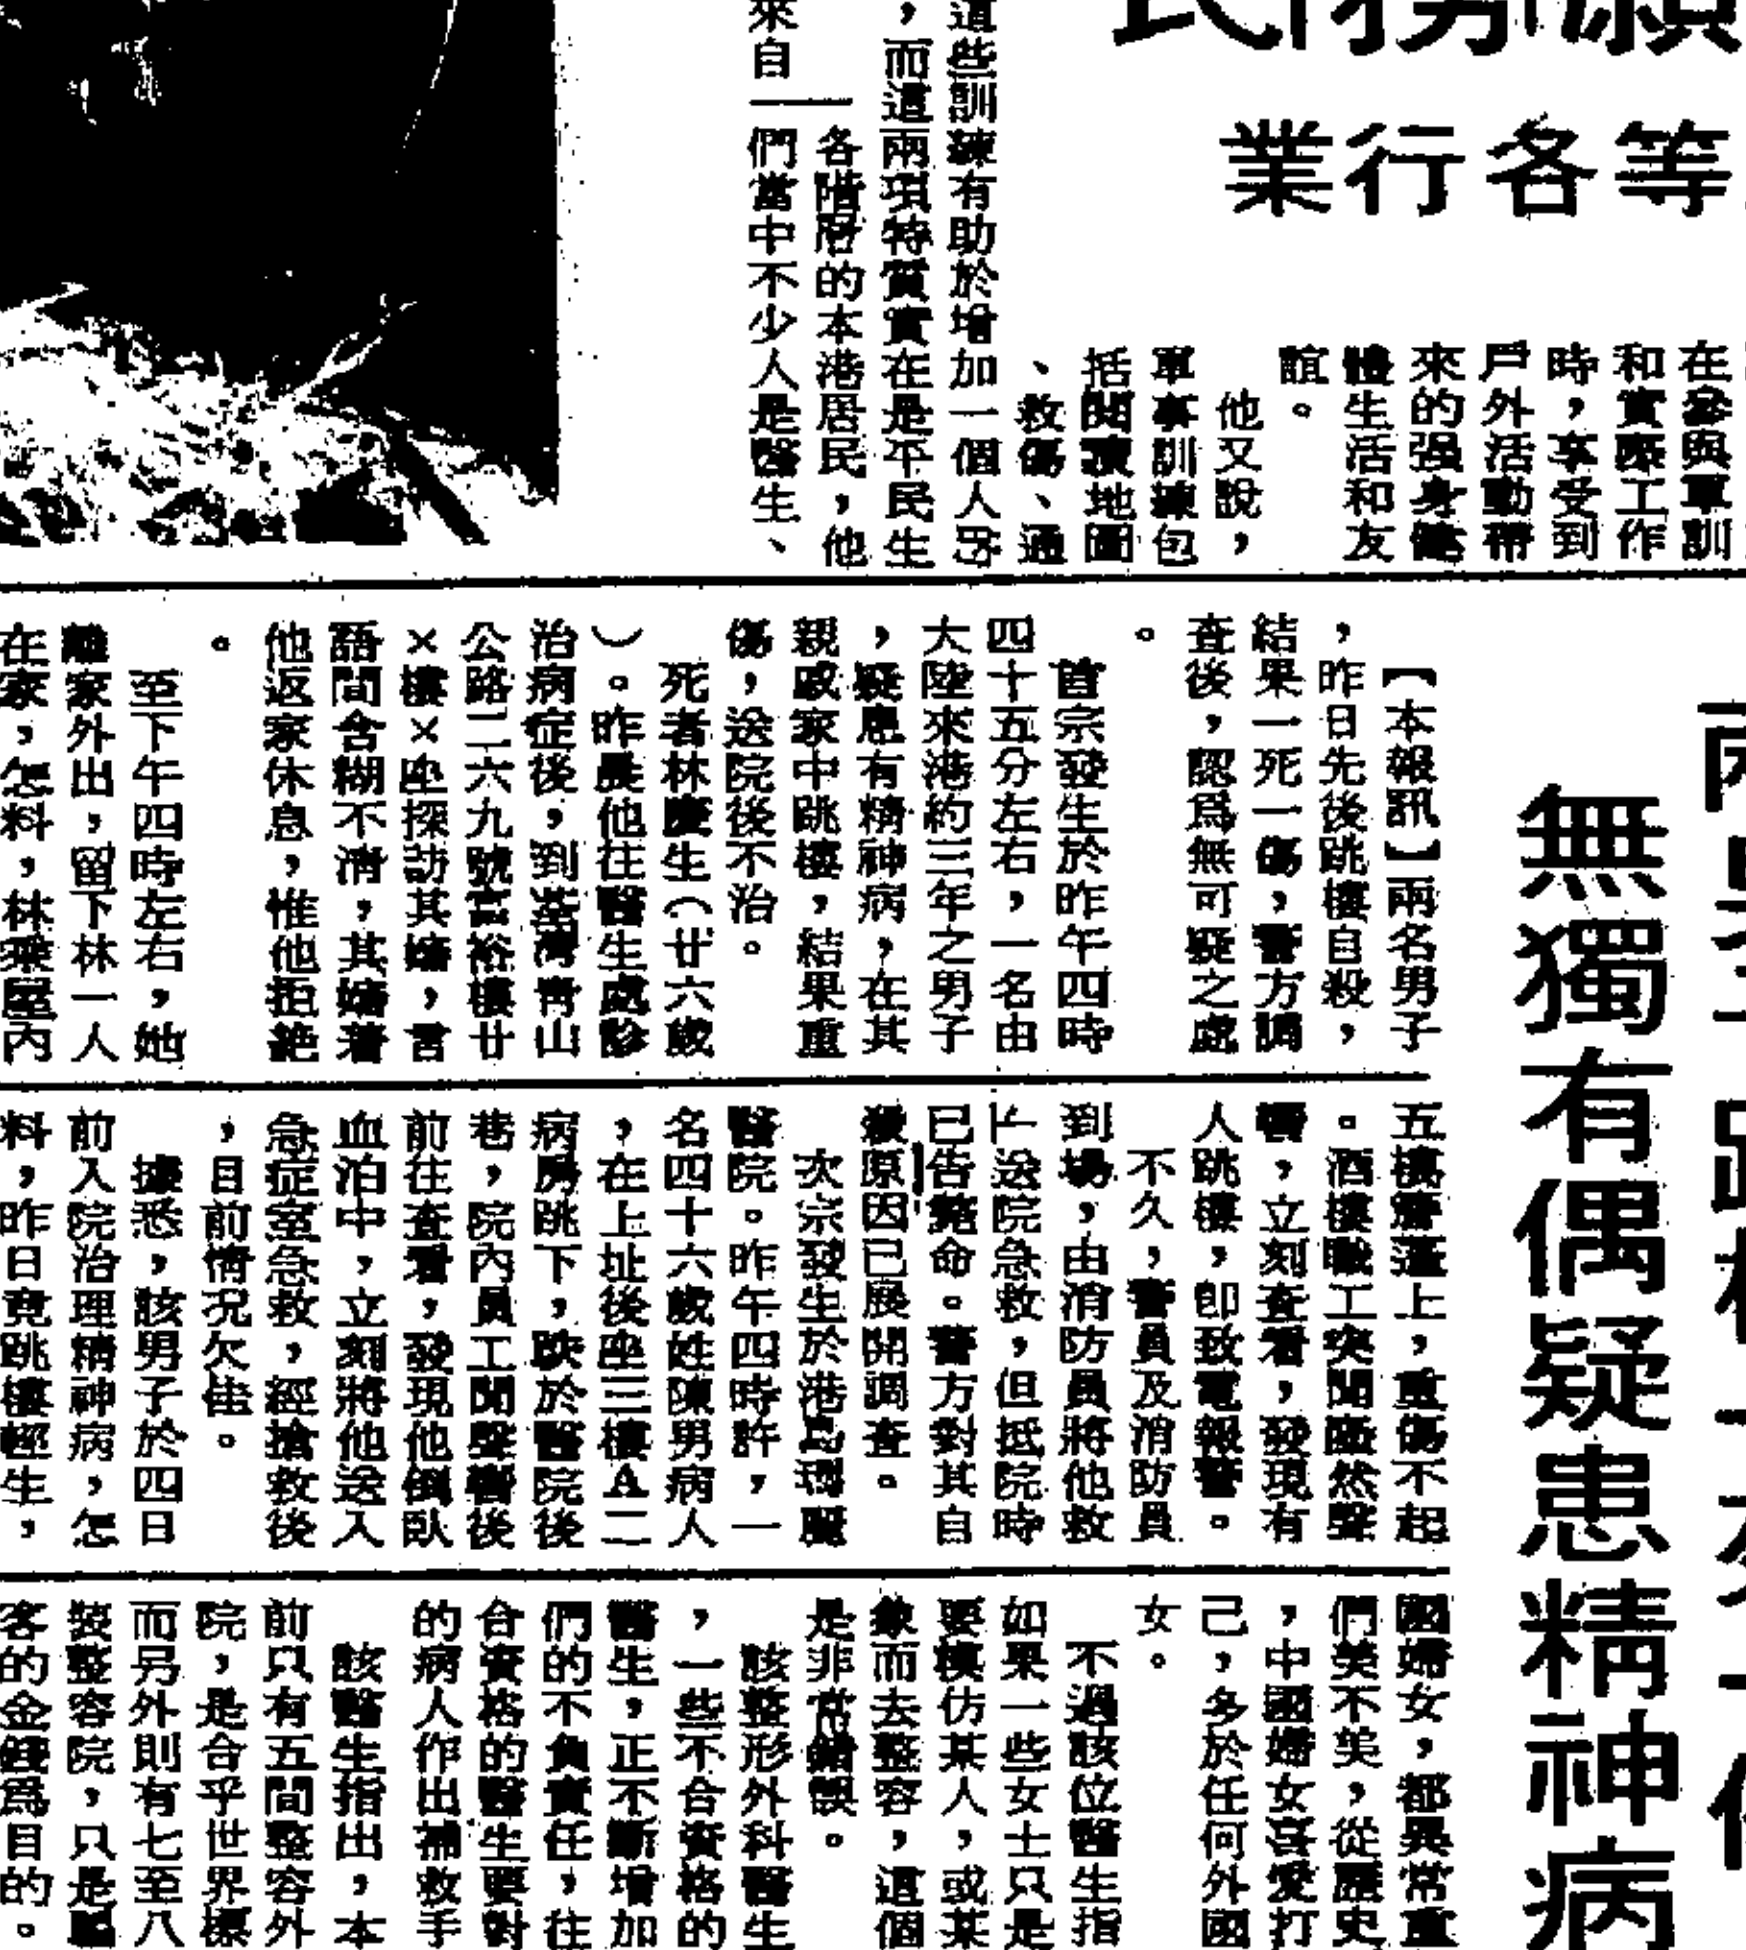 業行各等
在參與軍訓
和實際工作
時，享受到
戶外活動帶
來的强身健
體生活和友
誼。
他又說，
軍事訓練包
括閱讀地圖
、救傷、通
這些訓練有助於增加一個人
，而這兩項特質實在是平民生
各階層的本港居民，他
來自
們當中不少人是醫生、
無獨有偶疑患精神病
【本報訊】兩名男子
，昨日先後跳樓自殺，
結果一死一傷，警方調
查後，認爲無可疑之處
。
首宗發生於昨午四時
四十五分左右，一名由
大陸來港約三年之男子
，疑患有精神病，在其
親戚家中跳樓，結果重
傷，送院後不治。
死者林慶生（廿六歲
）。昨晨他往醫生處診
治病症後，到荃灣靑山
公路二六九號富裕樓廿
×樓×座探訪其嬸，言
語間含糊不清，其嬸着
他返家休息，惟他拒絕
。
至下午四時左右，她
離家外出，留下林一人
在家，怎料，林乘屋內
五樓簷蓬上，重傷不起
。酒樓職工突聞隆然聲
響，立刻查看，發現有
人跳樓，卽致電報警。
不久，警員及消防員
到場，由消防員將他救
上送院急救，但抵院時
已告斃命。警方對其自
殺原因已展開調查。
次宗發生於港島瑪麗
醫院。昨午四時許，一
名四十六歲姓陳男病人
，在上址後座三樓A二
病房跳下，跌於醫院後
巷，院內員工聞聲響後
前往查看，發現他倒臥
血泊中，立刻將他送入
急症室急救，經搶救後
，目前情況欠佳。
據悉，該男子於四日
前入院治理精神病，怎
料，昨日竟跳樓輕生，
國婦女，都異常重
們美不美，從歷史
，中國婦女喜愛打
己，多於任何外國
女。
不過該位醫生指
如果一些女士只是
要模仿某人，或某
象而去整容，這個
是非常錯誤。
該整形外科醫生
，一些不合資格的
醫生，正不斷增加
們的不負責任，往
合資格的醫生要對
的病人作出補救手
該醫生指出，本
前只有五間整容外
院，是合乎世界標
而另外則有七至八
裝整容院，只是
客的金錢爲目的。